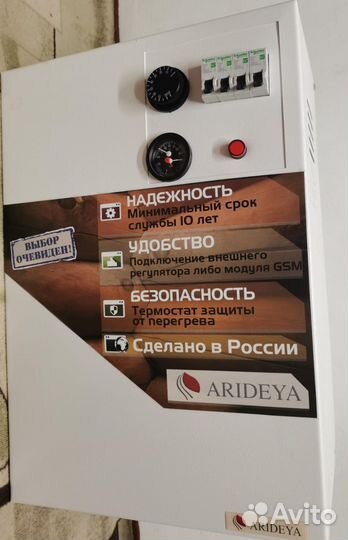 НАДЕЖНОСТЬ
Минимальный срок
службы 10 лет
ВЫБОР
ОЧЕВИДЕН!
УДОБСТВО
Подключение внешнего
регулятора либо модуля GSM
БЕЗОПАСНОСТЬ
Термостат защиты
от перегрева
Сделано в России
ARIDEYA
ARIDEYA
Avito